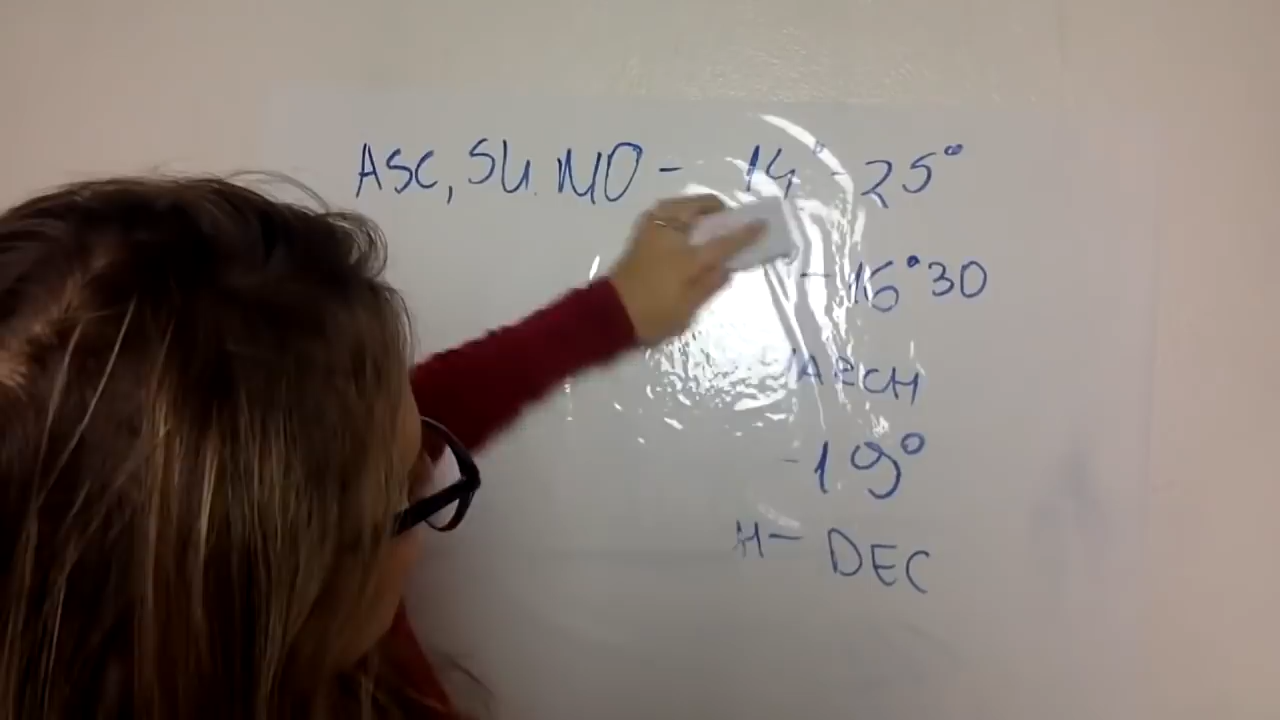 ASC, SU. MO - 14° - 25°
- 16°30
ARCH
- 19°
H - DEC